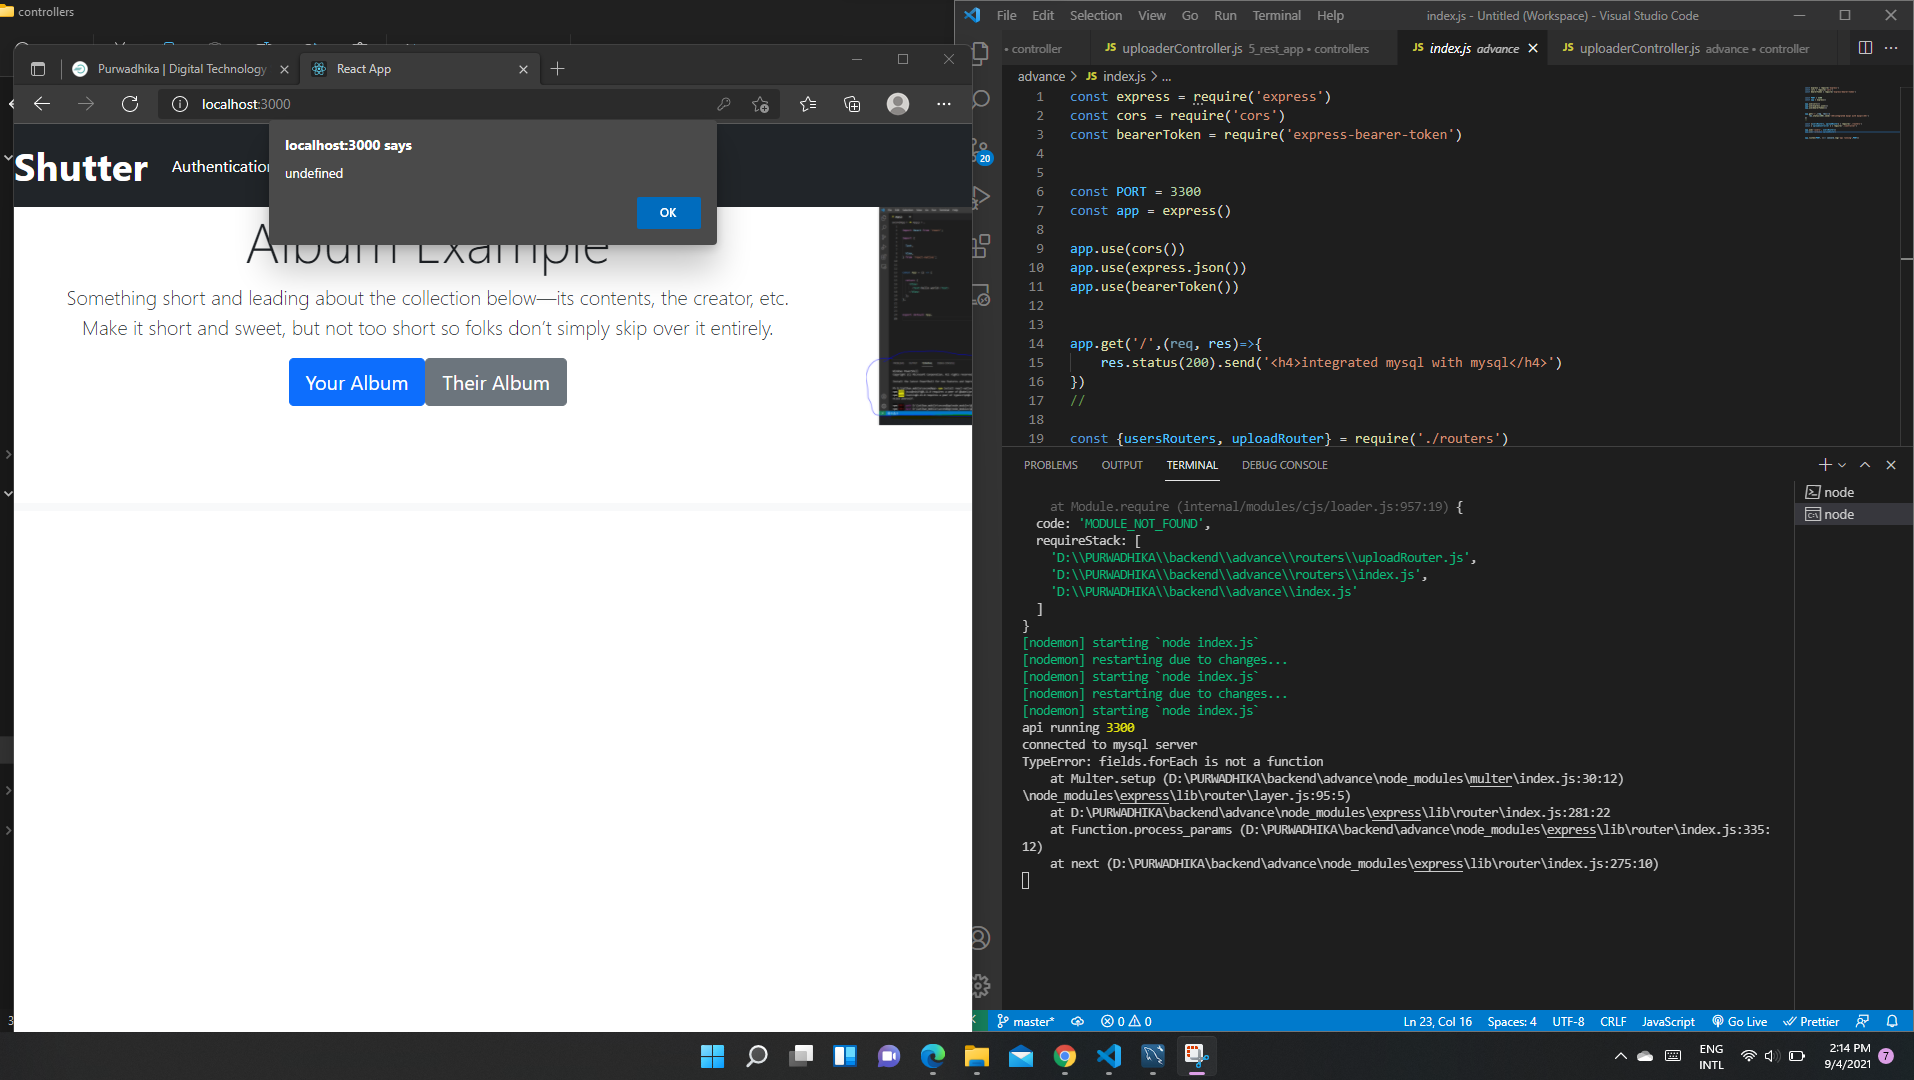 controllers
Purwadhika | Digital Technology
React App
localhost:3000
localhost:3000 says
undefined
OK
Shutter
Authentication
Album Example
Something short and leading about the collection below—its contents, the creator, etc.
Make it short and sweet, but not too short so folks don't simply skip over it entirely.
Your Album
Their Album
File Edit Selection View Go Run Terminal Help
index.js - Untitled (Workspace) - Visual Studio Code
• controller
JS uploaderController.js 5_rest_app • controllers
JS index.js advance
JS uploaderController.js advance • controller
advance > JS index.js > ...
20
1 const express = require('express')
2 const cors = require('cors')
3 const bearerToken = require('express-bearer-token')
4
5
6 const PORT = 3300
7 const app = express()
8
9 app.use(cors())
10 app.use(express.json())
11 app.use(bearerToken())
12
13
14 app.get('/',(req, res)=>{
15 res.status(200).send('<h4>integrated mysql with mysql</h4>')
16 })
17 //
18
19 const {usersRouters, uploadRouter} = require('./routers')
PROBLEMS OUTPUT TERMINAL DEBUG CONSOLE
node
node
at Module.require (internal/modules/cjs/loader.js:957:19) {
code: 'MODULE_NOT_FOUND',
requireStack: [
'D:\\PURWADHIKA\\backend\\advance\\routers\\uploadRouter.js',
'D:\\PURWADHIKA\\backend\\advance\\routers\\index.js',
'D:\\PURWADHIKA\\backend\\advance\\index.js'
]
}
[nodemon] starting `node index.js`
[nodemon] restarting due to changes...
[nodemon] starting `node index.js`
[nodemon] restarting due to changes...
[nodemon] starting `node index.js`
api running 3300
connected to mysql server
TypeError: fields.forEach is not a function
at Multer.setup (D:\PURWADHIKA\backend\advance\node_modules\multer\index.js:30:12)
\node_modules\express\lib\router\layer.js:95:5)
at D:\PURWADHIKA\backend\advance\node_modules\express\lib\router\index.js:281:22
at Function.process_params (D:\PURWADHIKA\backend\advance\node_modules\express\lib\router\index.js:335:
12)
at next (D:\PURWADHIKA\backend\advance\node_modules\express\lib\router\index.js:275:10)
3
master*
0 0
Ln 23, Col 16 Spaces: 4 UTF-8 CRLF JavaScript Go Live Prettier
ENG
INTL
2:14 PM
9/4/2021
7